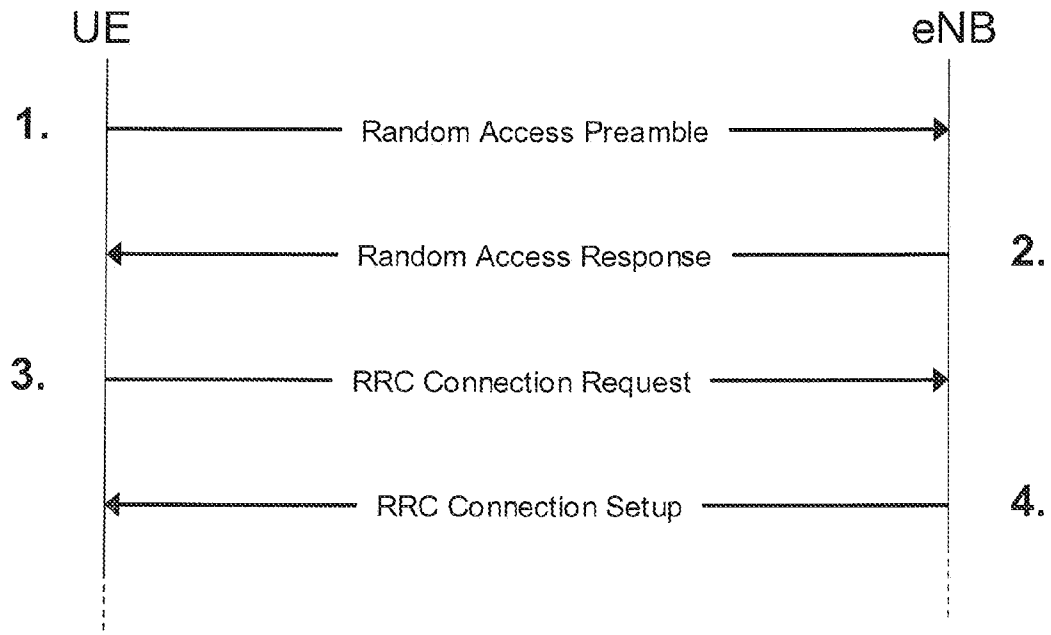 UE eNB
1. Random Access Preamble
Random Access Response 2.
3. RRC Connection Request
RRC Connection Setup 4.